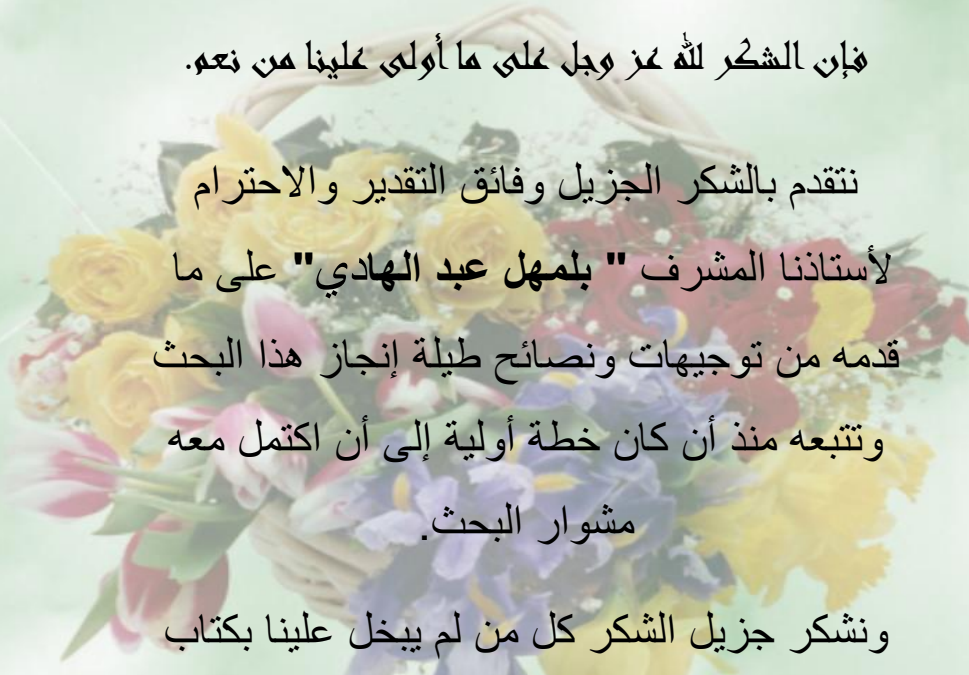 فإن الشكر لله عز وجل على ما أولى علينا من نعم.
نتقدم بالشكر الجزيل وفائق التقدير والاحترام
لأستاذنا المشرف " بلمهل عبد الهادي" على ما
قدمه من توجيهات ونصائح طيلة إنجاز هذا البحث
وتتبعه منذ أن كان خطة أولية إلى أن اكتمل معه
مشوار البحث.
ونشكر جزيل الشكر كل من لم يبخل علينا بكتاب